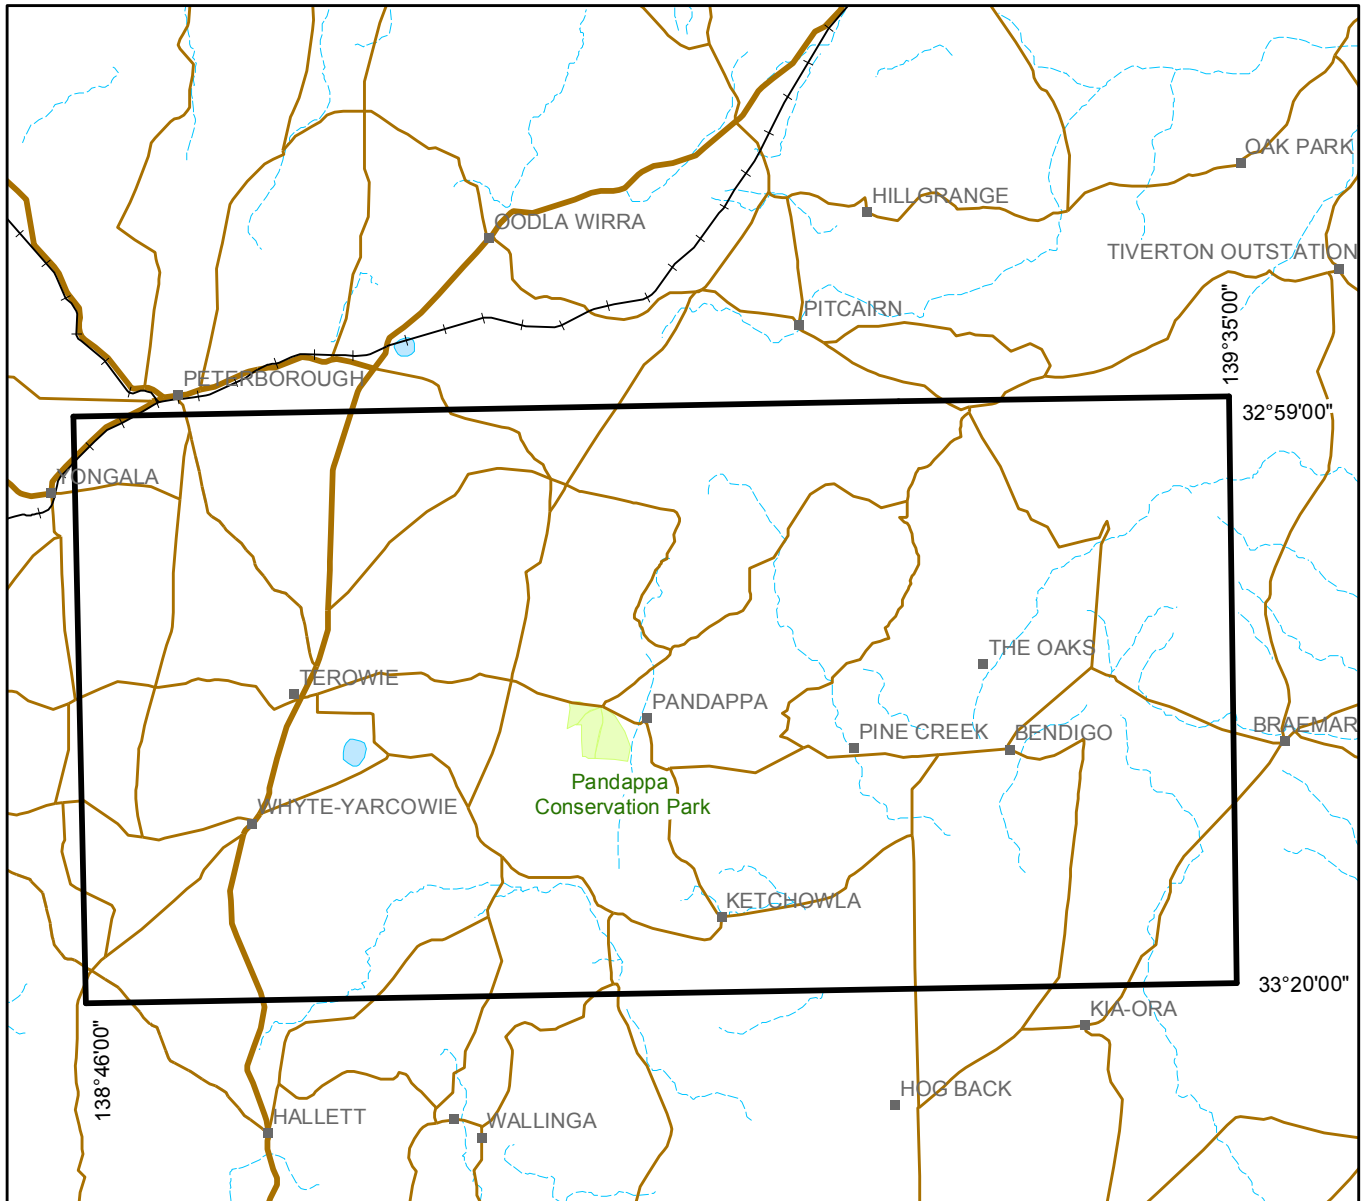 OAK PARK
HILLGRANGE
OODLA WIRRA
TIVERTON OUTSTATION
PITCAIRN
139°35'00"
PETERBOROUGH
32°59'00"
YONGALA
THE OAKS
TEROWIE
PANDAPPA
PINE CREEK
BENDIGO
BRAEMAR
Pandappa
Conservation Park
WHYTE-YARCOWIE
KETCHOWLA
33°20'00"
KIA-ORA
138°46'00"
HOG BACK
HALLETT
WALLINGA